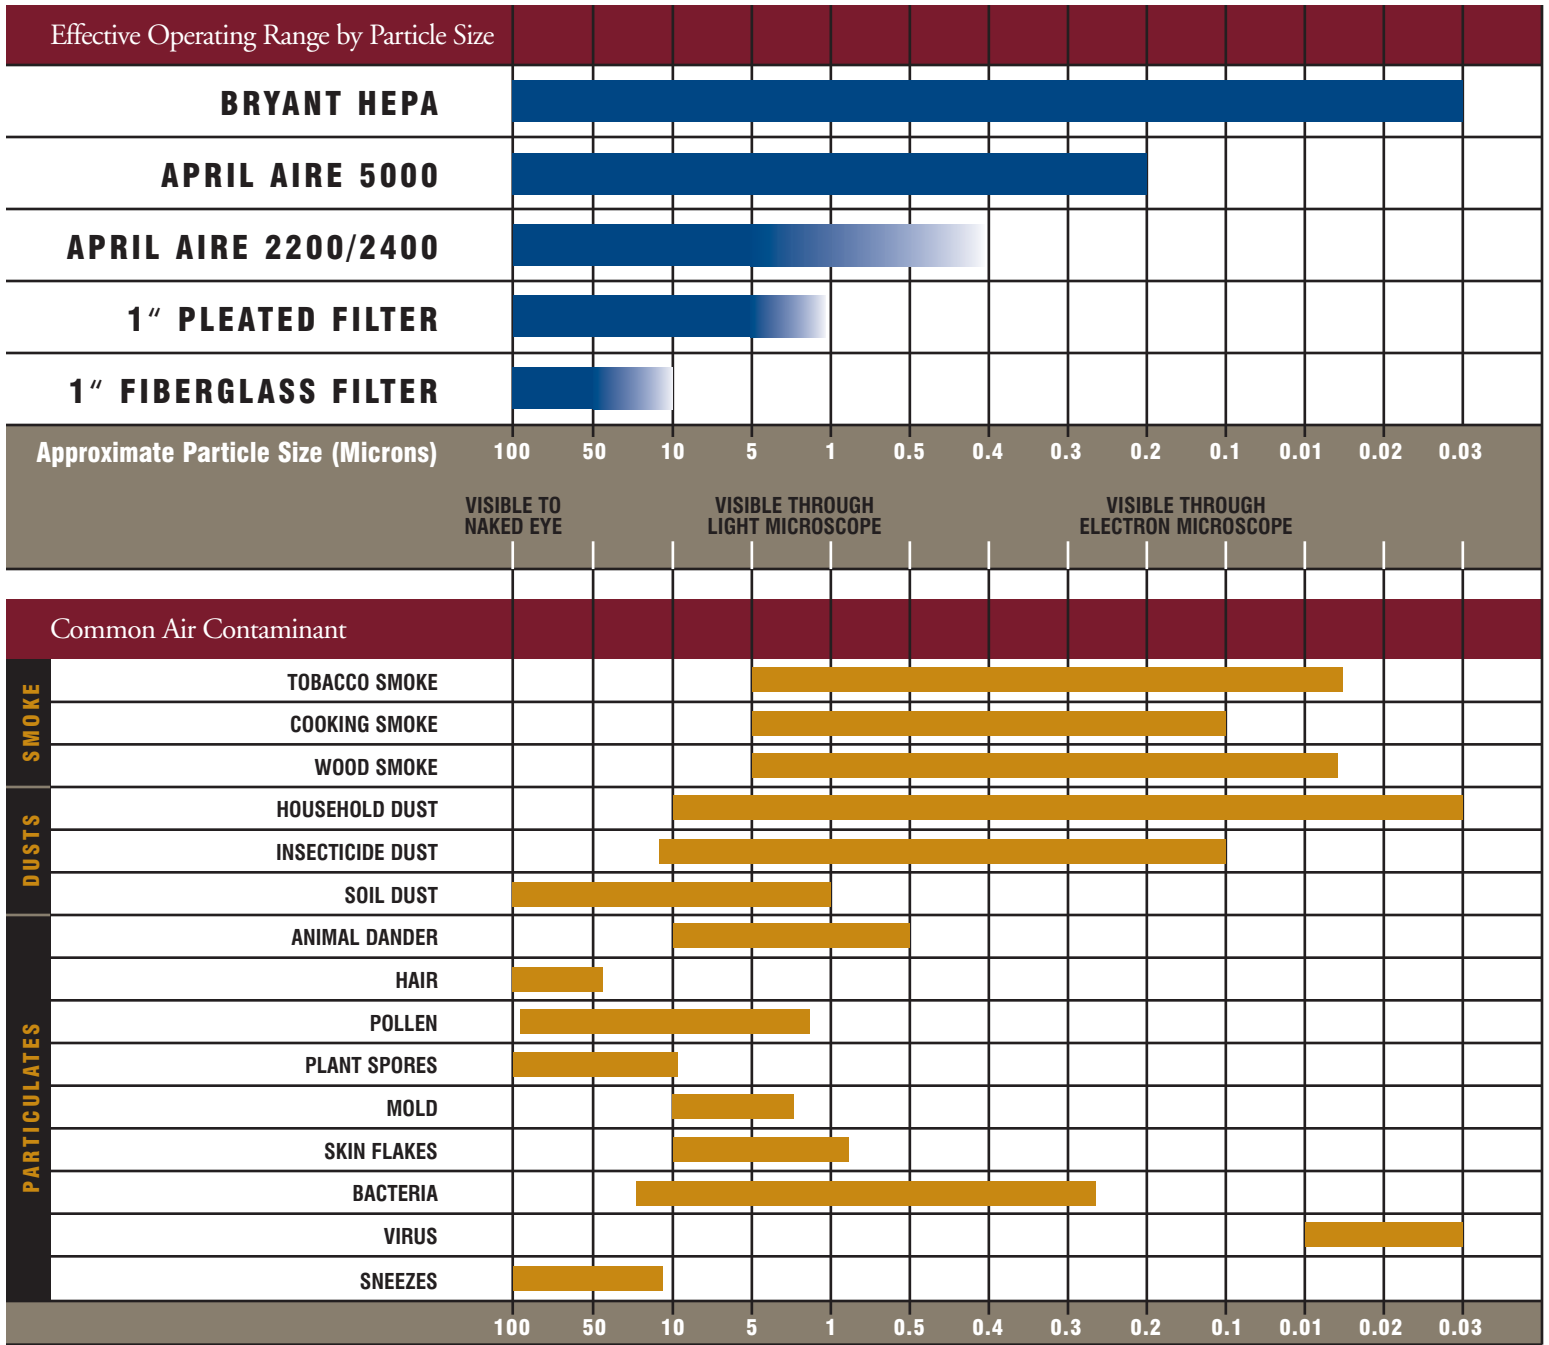 Effective Operating Range by Particle Size
BRYANT HEPA
APRIL AIRE 5000
APRIL AIRE 2200/2400
1″ PLEATED FILTER
1″ FIBERGLASS FILTER
Approximate Particle Size (Microns) 100 50 10 5 1 0.5 0.4 0.3 0.2 0.1 0.01 0.02 0.03
VISIBLE TO
NAKED EYE
VISIBLE THROUGH
LIGHT MICROSCOPE
VISIBLE THROUGH
ELECTRON MICROSCOPE
Common Air Contaminant
SMOKE
TOBACCO SMOKE
COOKING SMOKE
WOOD SMOKE
DUSTS
HOUSEHOLD DUST
INSECTICIDE DUST
SOIL DUST
PARTICULATES
ANIMAL DANDER
HAIR
POLLEN
PLANT SPORES
MOLD
SKIN FLAKES
BACTERIA
VIRUS
SNEEZES
100 50 10 5 1 0.5 0.4 0.3 0.2 0.1 0.01 0.02 0.03